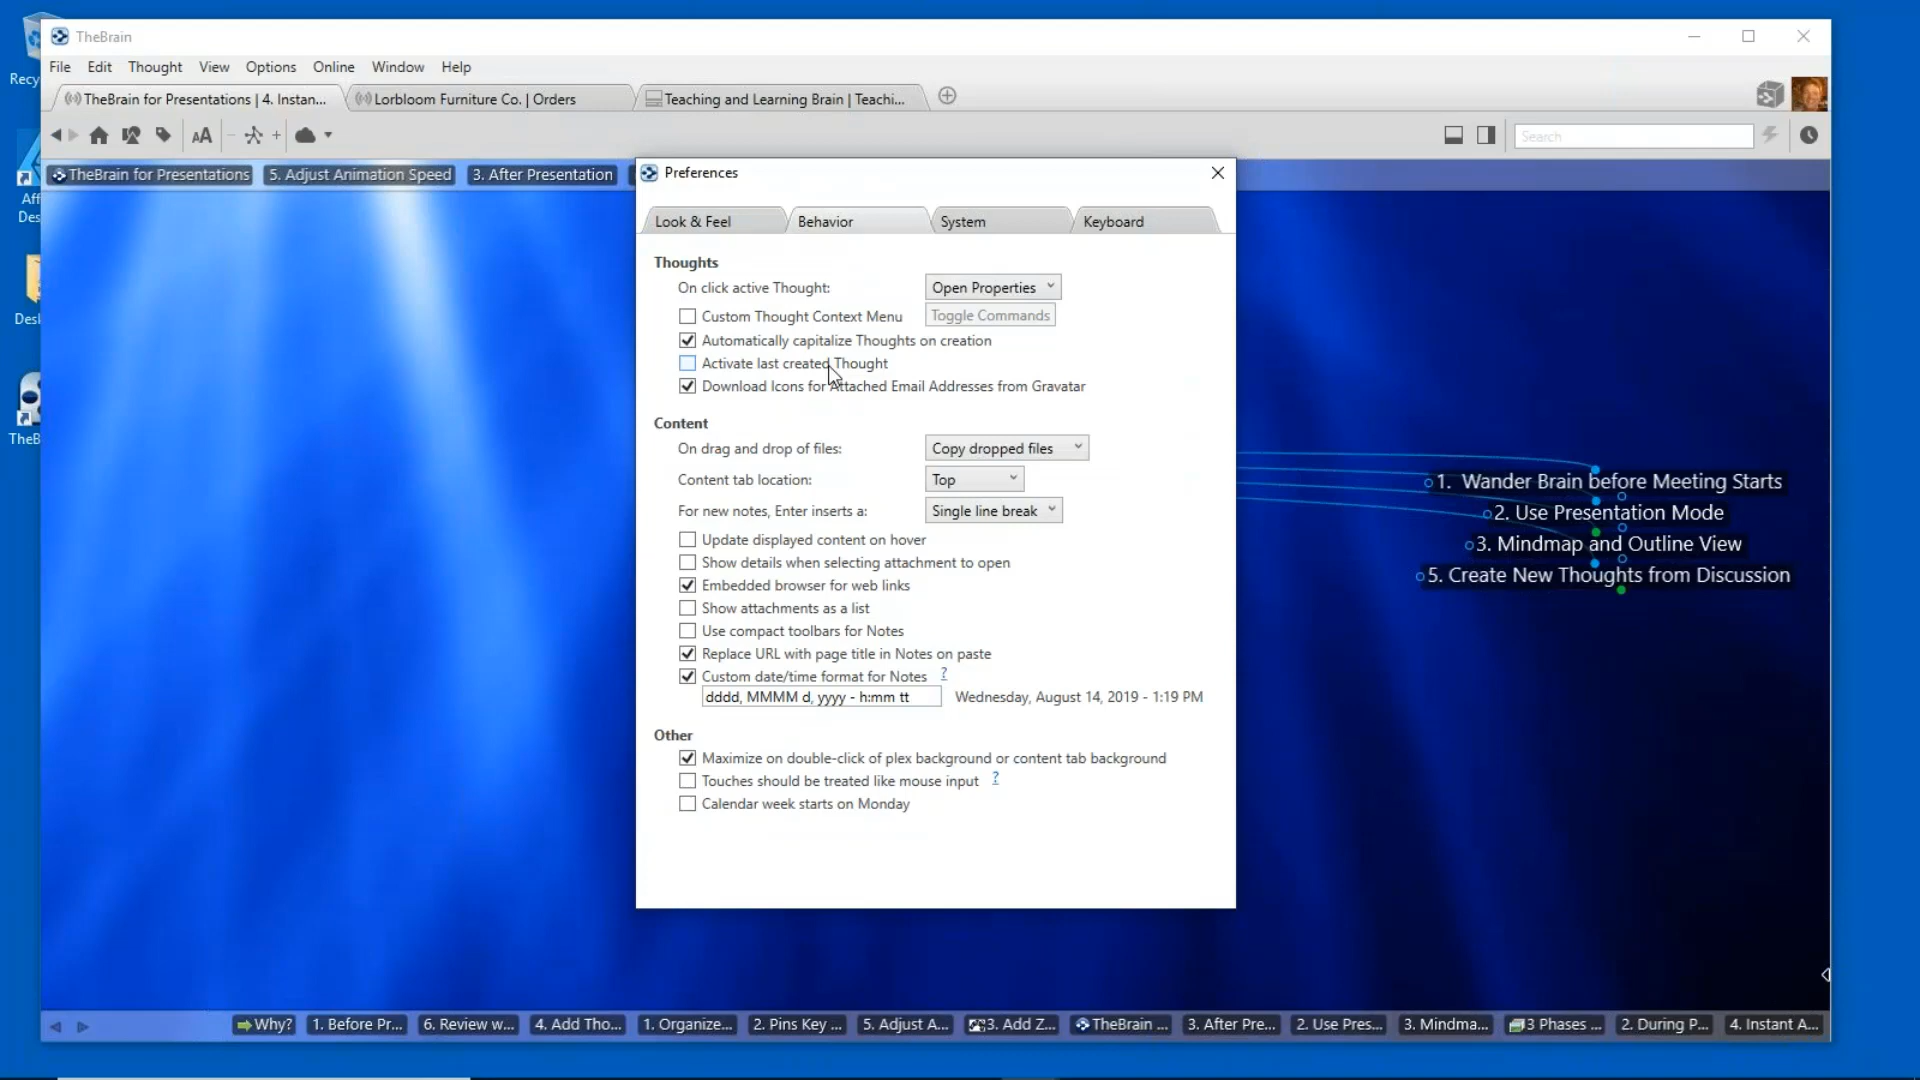 Recy
Aff
Des
Desl
TheB
TheBrain
File Edit Thought View Options Online Window Help
TheBrain for Presentations | 4. Instan... Lorbloom Furniture Co. | Orders Teaching and Learning Brain | Teachi...
AA Search
TheBrain for Presentations 5. Adjust Animation Speed 3. After Presentation
Preferences
Look & Feel Behavior System Keyboard
Thoughts
On click active Thought: Open Properties
Custom Thought Context Menu Toggle Commands
Automatically capitalize Thoughts on creation
Activate last created Thought
Download Icons for Attached Email Addresses from Gravatar
Content
On drag and drop of files: Copy dropped files
Content tab location: Top
For new notes, Enter inserts a: Single line break
Update displayed content on hover
Show details when selecting attachment to open
Embedded browser for web links
Show attachments as a list
Use compact toolbars for Notes
Replace URL with page title in Notes on paste
Custom date/time format for Notes ?
dddd, MMMM d, yyyy - h:mm tt Wednesday, August 14, 2019 - 1:19 PM
Other
Maximize on double-click of plex background or content tab background
Touches should be treated like mouse input ?
Calendar week starts on Monday
1. Wander Brain before Meeting Starts
2. Use Presentation Mode
3. Mindmap and Outline View
5. Create New Thoughts from Discussion
Why? 1. Before Pr... 6. Review w... 4. Add Tho... 1. Organize... 2. Pins Key ... 5. Adjust A... 3. Add Z... TheBrain ... 3. After Pre... 2. Use Pres... 3. Mindma... 3 Phases ... 2. During P... 4. Instant A...